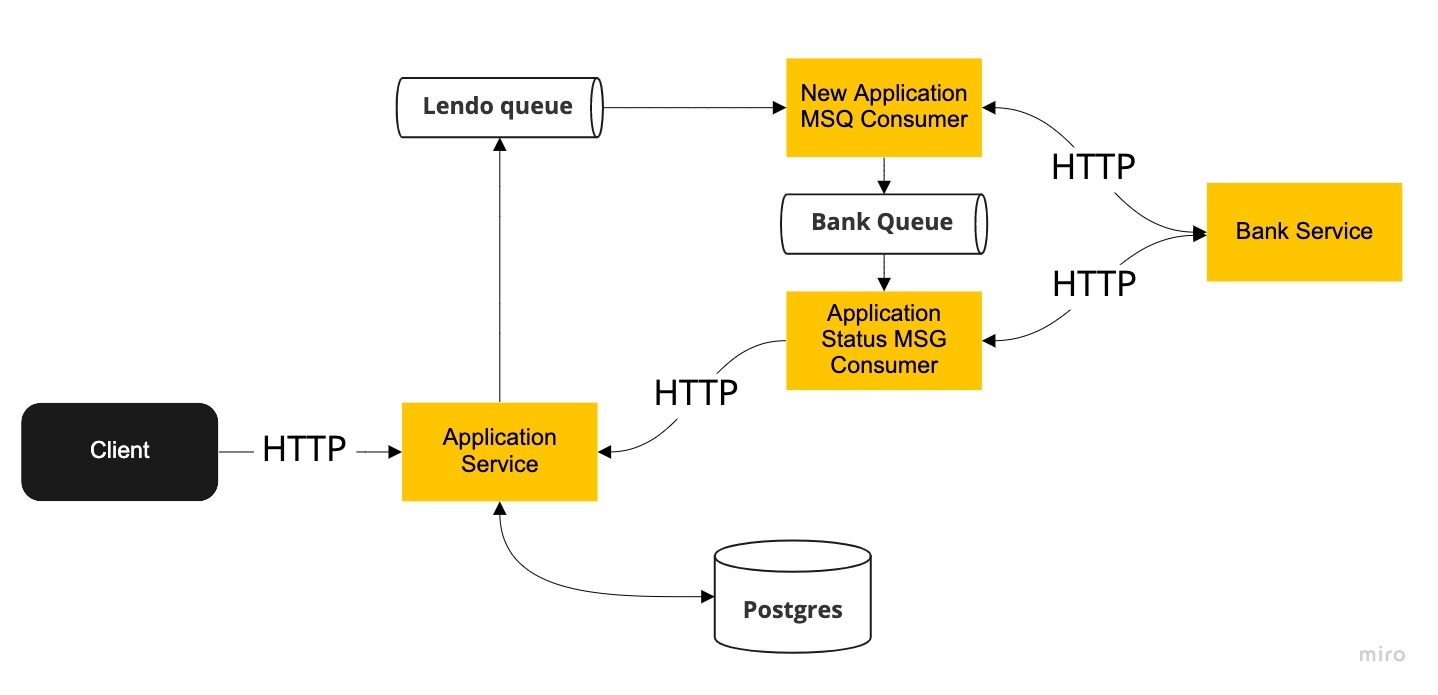 Lendo queue
New Application
MSQ Consumer
HTTP
Bank Queue
Bank Service
HTTP
Application
Status MSG
Consumer
HTTP
Client
HTTP
Application
Service
Postgres
miro